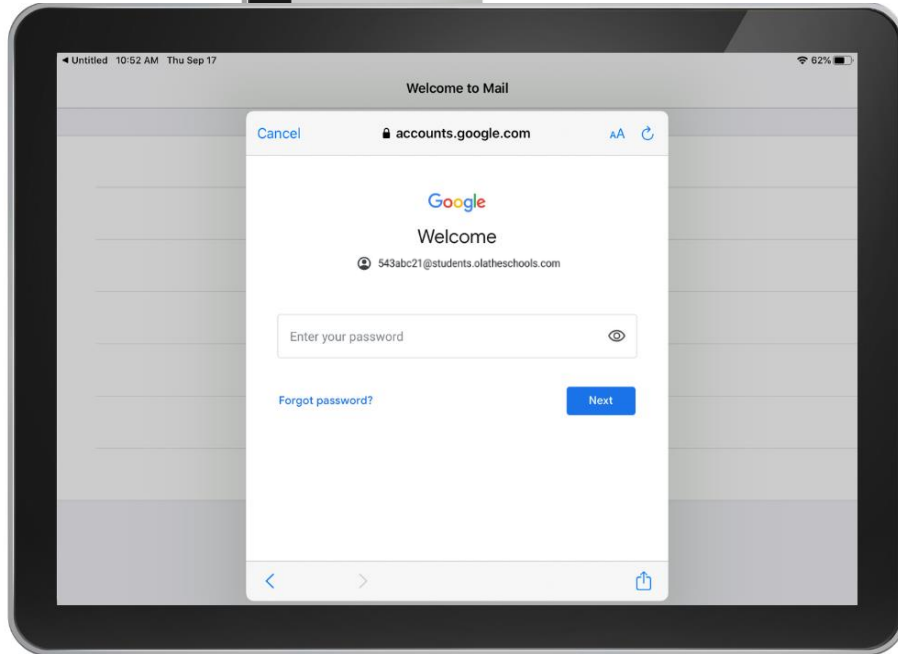 ◀ Untitled 10:52 AM Thu Sep 17 62%
Welcome to Mail
Cancel accounts.google.com AA
Google
Welcome
543abc21@students.olatheschools.com
Enter your password
Forgot password? Next